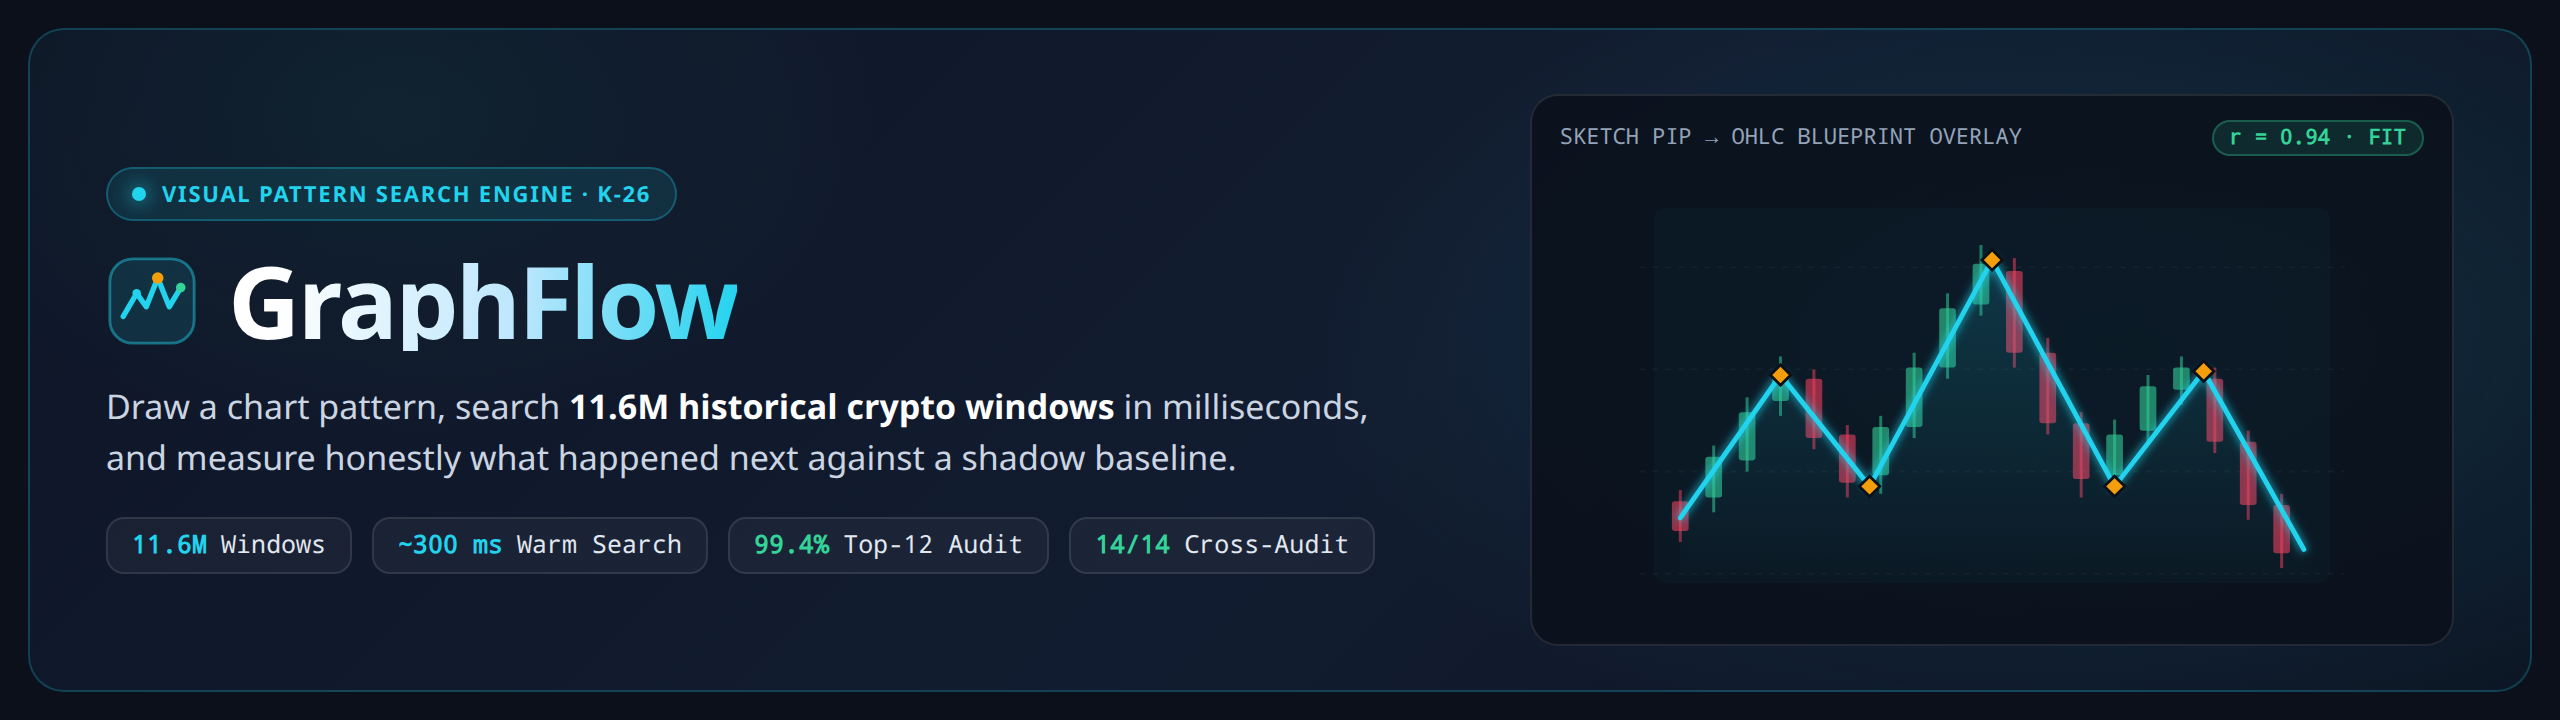 VISUAL PATTERN SEARCH ENGINE · K-26
GraphFlow
Draw a chart pattern, search 11.6M historical crypto windows in milliseconds,
and measure honestly what happened next against a shadow baseline.
11.6M Windows
~300 ms Warm Search
99.4% Top-12 Audit
14/14 Cross-Audit
SKETCH PIP → OHLC BLUEPRINT OVERLAY
r = 0.94 · FIT